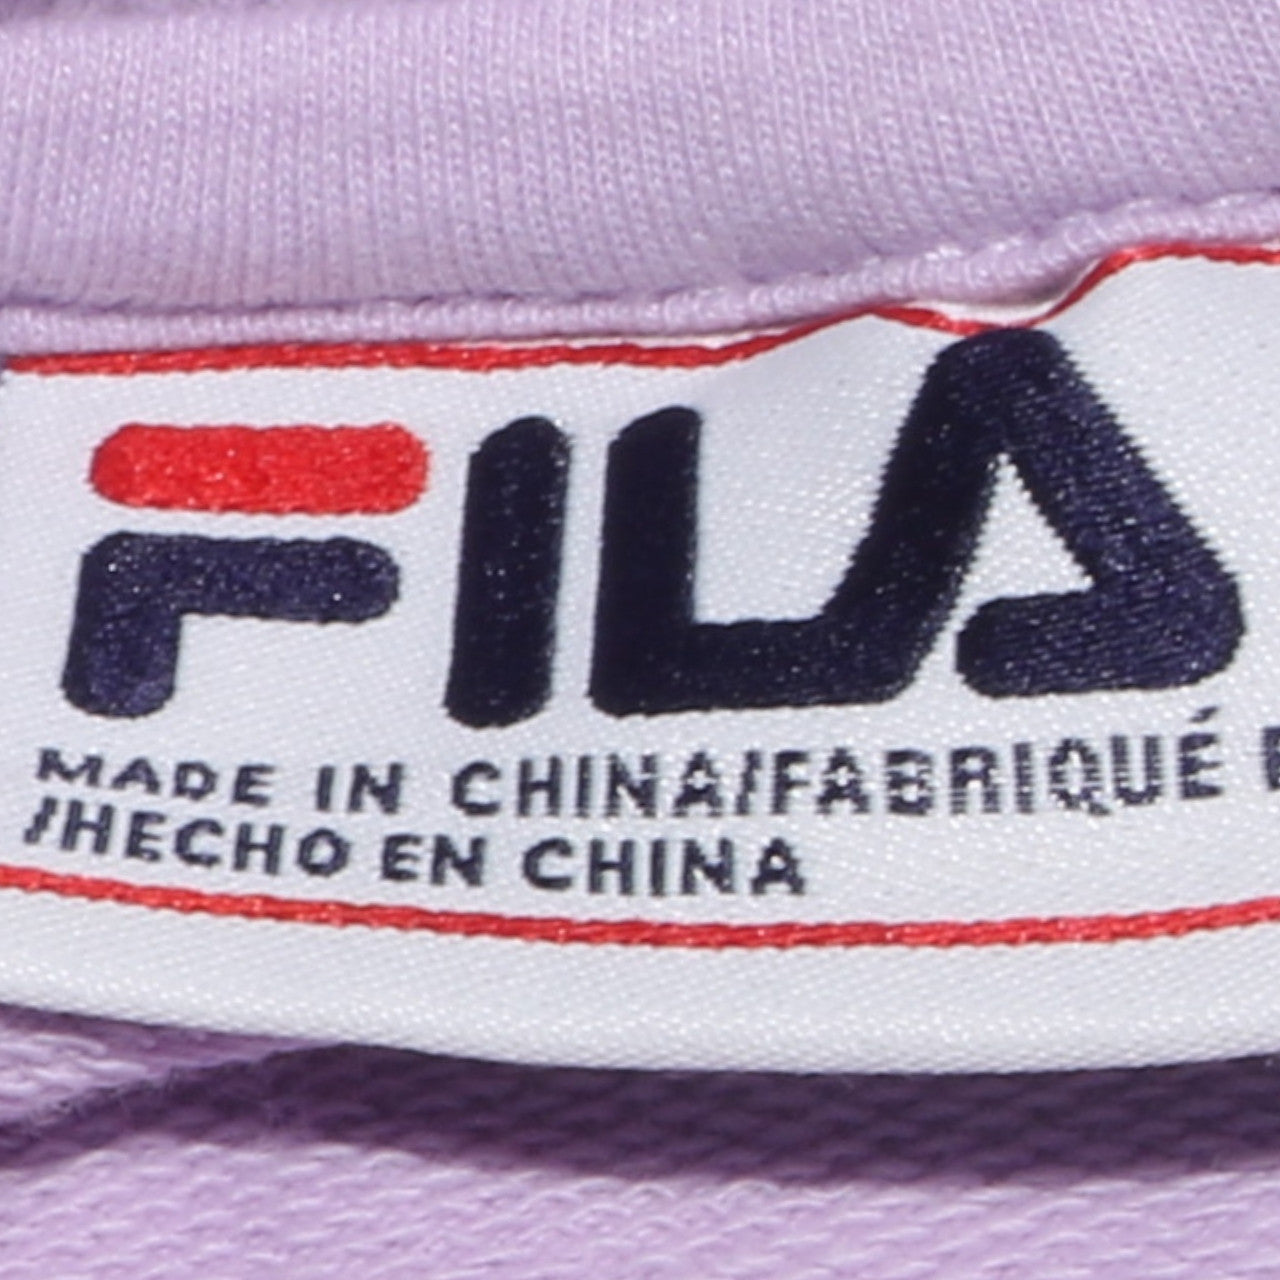 FILA
MADE IN CHINA/FABRIQUÉ
/HECHO EN CHINA